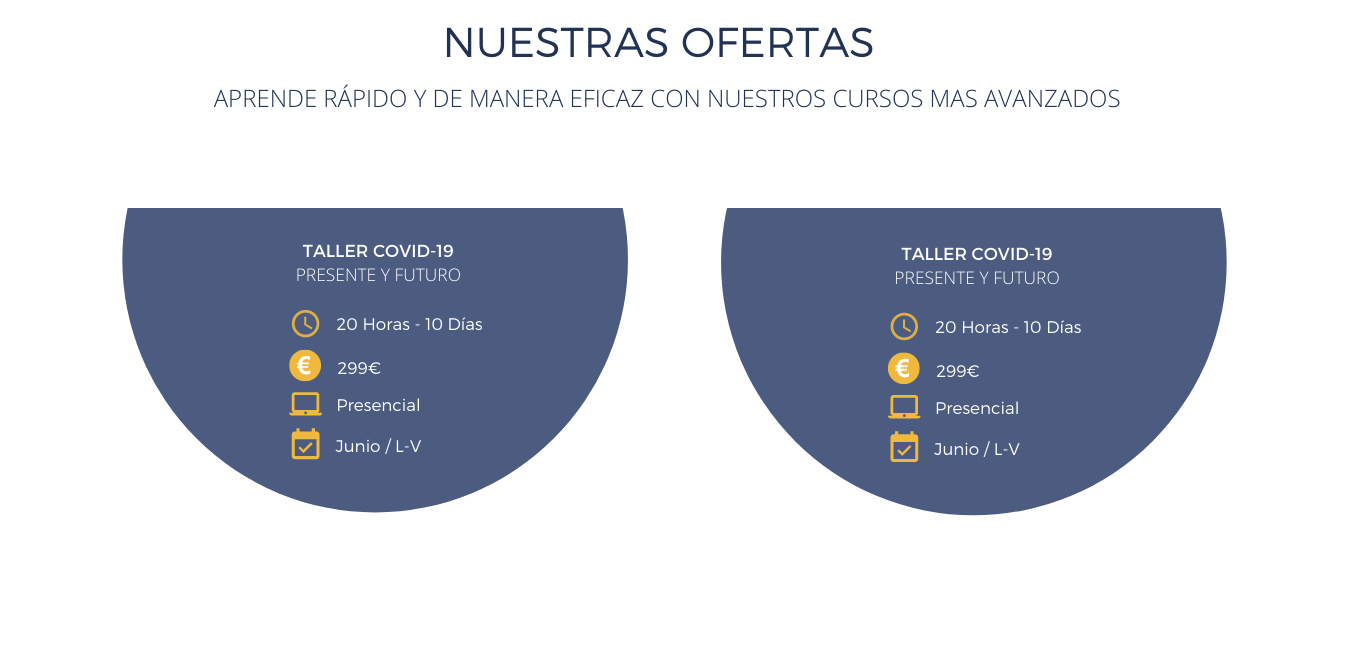 NUESTRAS OFERTAS
APRENDE RÁPIDO Y DE MANERA EFICAZ CON NUESTROS CURSOS MAS AVANZADOS
TALLER COVID-19
PRESENTE Y FUTURO
20 Horas - 10 Días
€ 299€
Presencial
Junio / L-V
TALLER COVID-19
PRESENTE Y FUTURO
20 Horas - 10 Días
€ 299€
Presencial
Junio / L-V